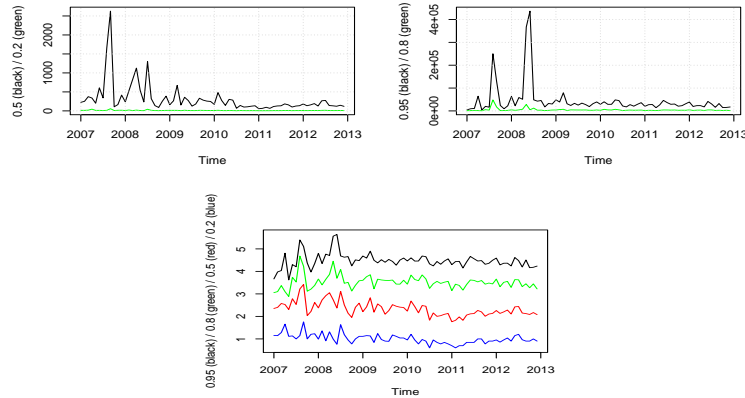 0.5 (black) / 0.2 (green)
0
1000
2000
2007 2008 2009 2010 2011 2012 2013
Time
0.95 (black) / 0.8 (green)
0e+00
2e+05
4e+05
2007 2008 2009 2010 2011 2012 2013
Time
0.95 (black) / 0.8 (green) / 0.5 (red) / 0.2 (blue)
1
2
3
4
5
2007 2008 2009 2010 2011 2012 2013
Time